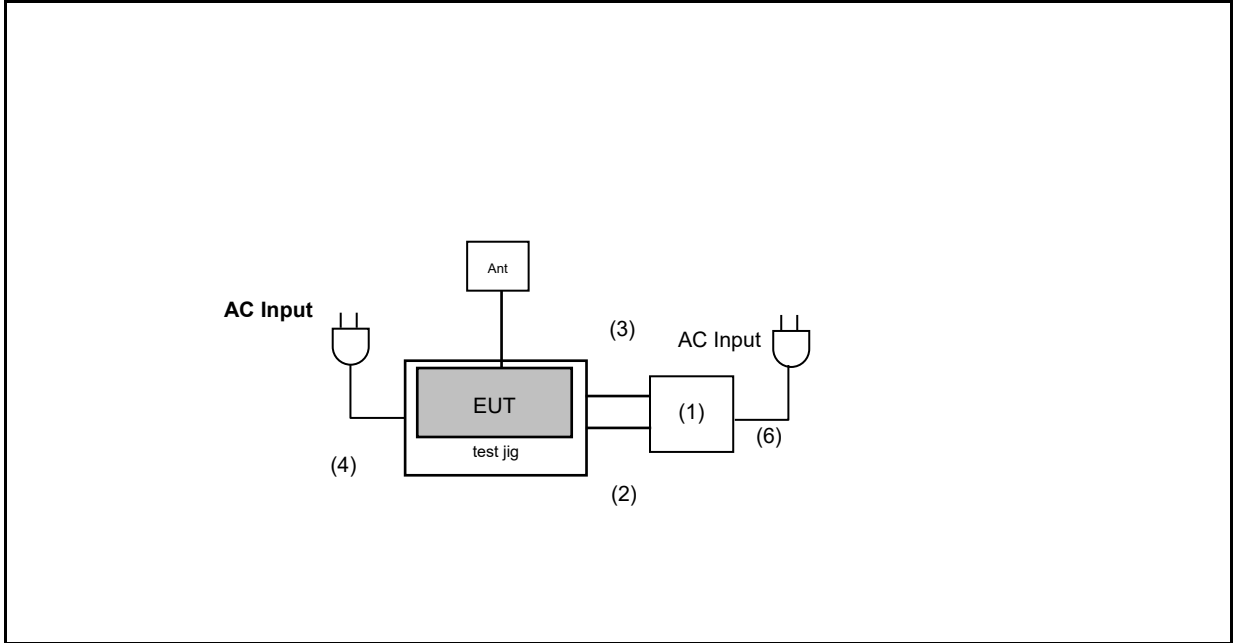 Ant
AC Input
(3)
AC Input
EUT
(1)
test jig
(6)
(4)
(2)